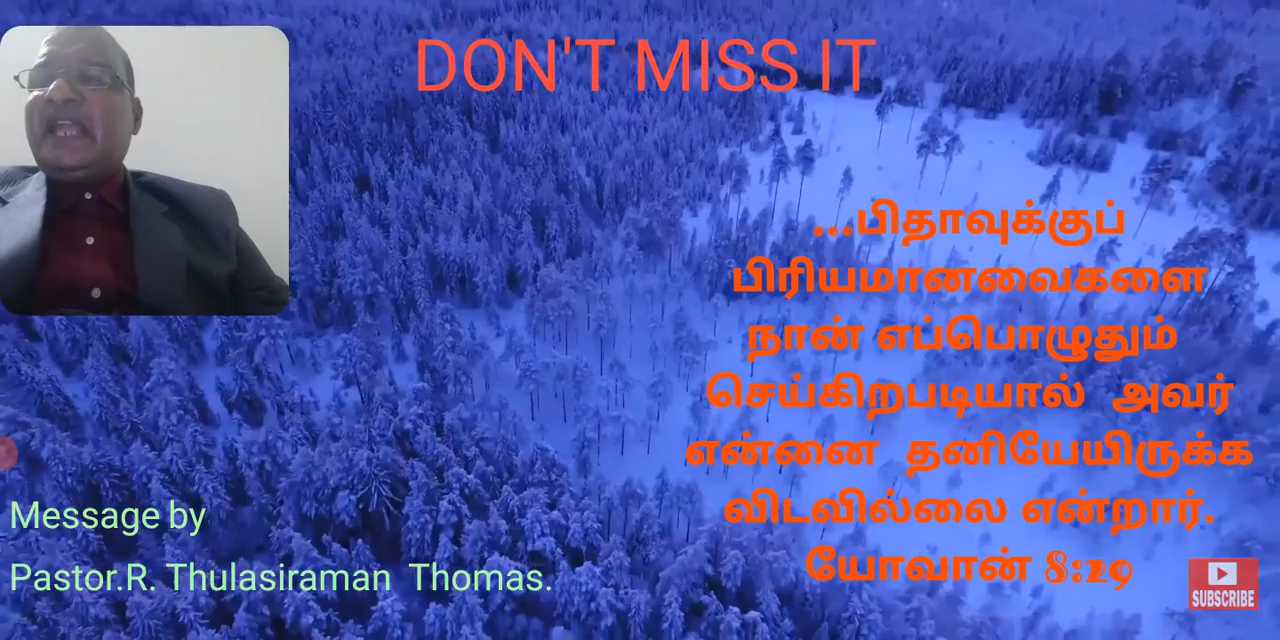 DON'T MISS IT
...பிதாவுக்குப்
பிரியமானவைகளை
நான் எப்பொழுதும்
செய்கிறபடியால் அவர்
என்னை தனியேயிருக்க
விடவில்லை என்றார்.
யோவான் 8:29
Message by
Pastor.R. Thulasiraman Thomas.
SUBSCRIBE